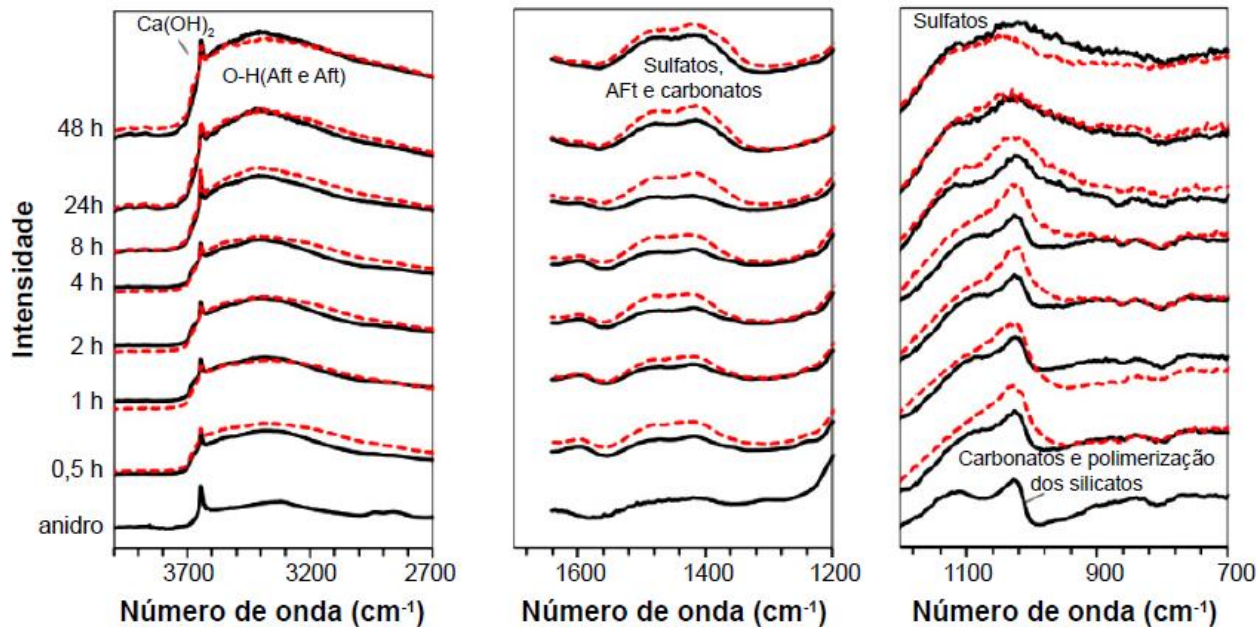 Ca(OH)2
O-H(Aft e Aft)
Sulfatos,
AFt e carbonatos
Sulfatos
Carbonatos e polimerização
dos silicatos
Intensidade
48 h
24h
8 h
4 h
2 h
1 h
0,5 h
anidro
3700 3200 2700
1600 1400 1200
1100 900 700
Número de onda (cm-1)
Número de onda (cm-1)
Número de onda (cm-1)